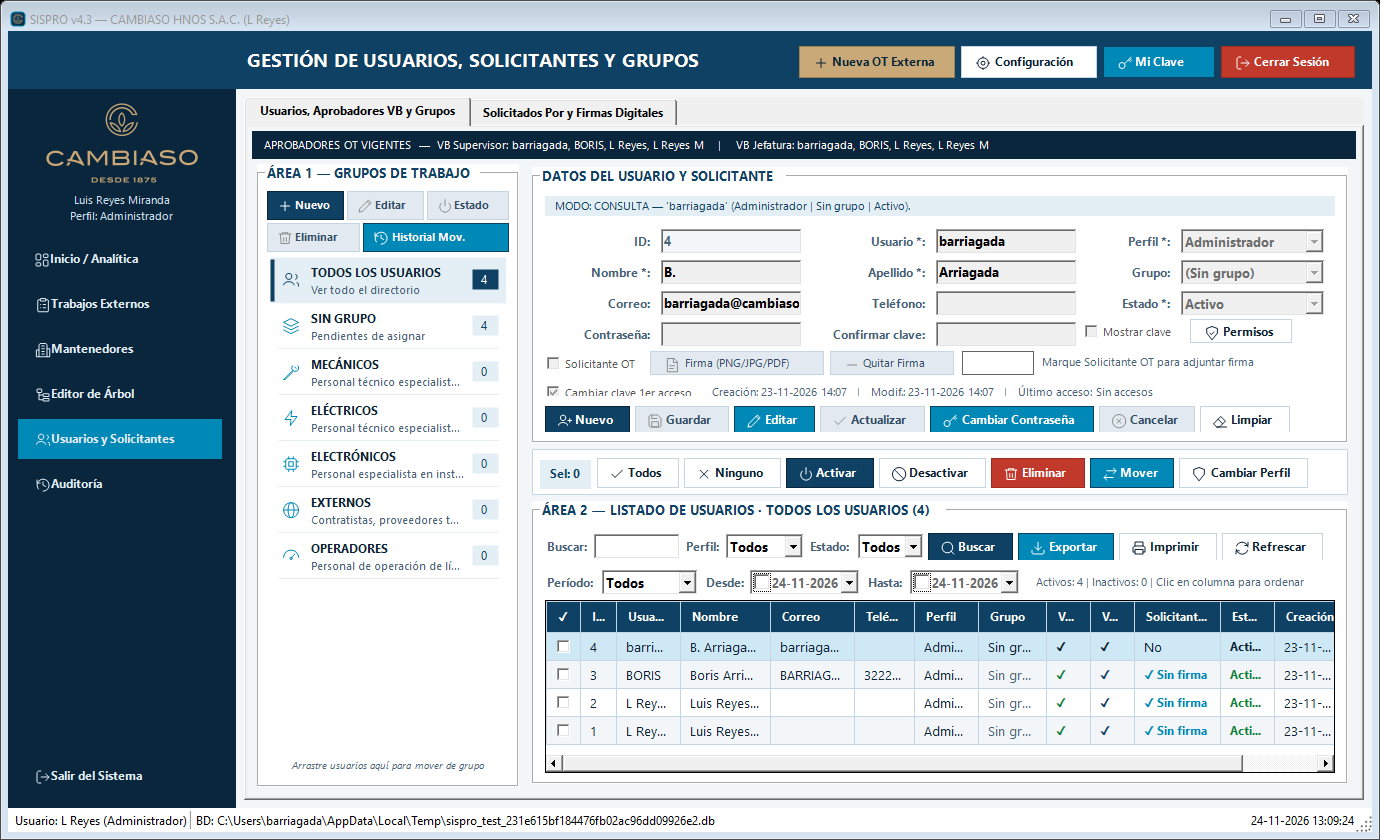 SISPRO v4.3 — CAMBIASO HNOS S.A.C. (L Reyes)
GESTIÓN DE USUARIOS, SOLICITANTES Y GRUPOS
+ Nueva OT Externa
Configuración
Mi Clave
Cerrar Sesión
CAMBIASO
DESDE 1875
Luis Reyes Miranda
Perfil: Administrador
Inicio / Analítica
Trabajos Externos
Mantenedores
Editor de Árbol
Usuarios y Solicitantes
Auditoría
Salir del Sistema
Usuarios, Aprobadores VB y Grupos
Solicitados Por y Firmas Digitales
APROBADORES OT VIGENTES — VB Supervisor: barriagada, BORIS, L Reyes, L Reyes M | VB Jefatura: barriagada, BORIS, L Reyes, L Reyes M
ÁREA 1 — GRUPOS DE TRABAJO
+ Nuevo
Editar
Estado
Eliminar
Historial Mov.
TODOS LOS USUARIOS
Ver todo el directorio
4
SIN GRUPO
Pendientes de asignar
4
MECÁNICOS
Personal técnico especialist...
0
ELÉCTRICOS
Personal técnico especialist...
0
ELECTRÓNICOS
Personal especialista en inst...
0
EXTERNOS
Contratistas, proveedores t...
0
OPERADORES
Personal de operación de lí...
0
Arrastre usuarios aquí para mover de grupo
DATOS DEL USUARIO Y SOLICITANTE
MODO: CONSULTA — 'barriagada' (Administrador | Sin grupo | Activo).
ID: 4 Usuario *: barriagada Perfil *: Administrador
Nombre *: B. Apellido *: Arriagada Grupo: (Sin grupo)
Correo: barriagada@cambiaso Teléfono: Estado *: Activo
Contraseña: Confirmar clave: Mostrar clave Permisos
Solicitante OT Firma (PNG/JPG/PDF) — Quitar Firma Marque Solicitante OT para adjuntar firma
Cambiar clave 1er acceso Creación: 23-11-2026 14:07 | Modif.: 23-11-2026 14:07 | Último acceso: Sin accesos
Nuevo Guardar Editar Actualizar Cambiar Contraseña Cancelar Limpiar
Sel: 0 Todos Ninguno Activar Desactivar Eliminar Mover Cambiar Perfil
ÁREA 2 — LISTADO DE USUARIOS · TODOS LOS USUARIOS (4)
Buscar: Perfil: Todos Estado: Todos Buscar Exportar Imprimir Refrescar
Período: Todos Desde: 24-11-2026 Hasta: 24-11-2026 Activos: 4 | Inactivos: 0 | Clic en columna para ordenar
✓ I... Usua... Nombre Correo Telé... Perfil Grupo V... V... Solicitant... Est... Creación
4 barri... B. Arriaga... barriaga... Admi... Sin gr... ✓ ✓ No Acti... 23-11-...
3 BORIS Boris Arri... BARRIAG... 3222... Admi... Sin gr... ✓ ✓ ✓ Sin firma Acti... 23-11-...
2 L Rey... Luis Reyes... Admi... Sin gr... ✓ ✓ ✓ Sin firma Acti... 23-11-...
1 L Rey... Luis Reyes... Admi... Sin gr... ✓ ✓ ✓ Sin firma Acti... 23-11-...
Usuario: L Reyes (Administrador) BD: C:\Users\barriagada\AppData\Local\Temp\sispro_test_231e615bf184476fb02ac96dd09926e2.db 24-11-2026 13:09:24